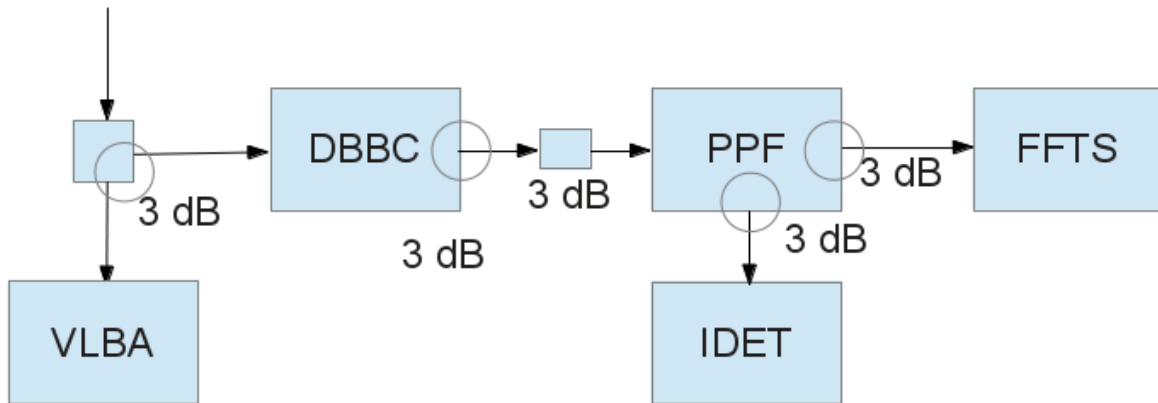 DBBC
PPF
FFTS
3 dB
3 dB
3 dB
3 dB
3 dB
VLBA
IDET